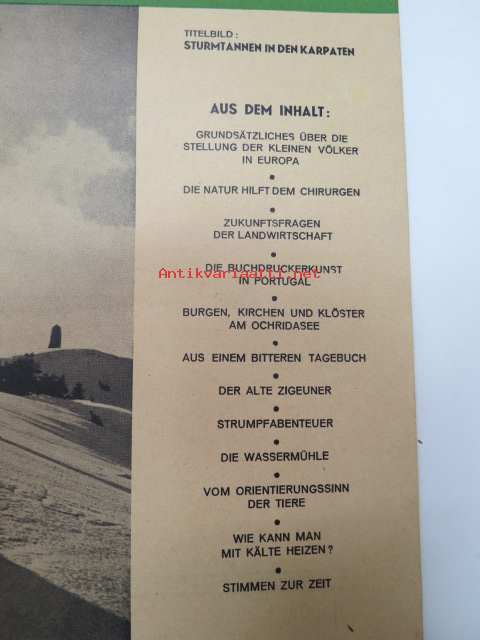 TITELBILD:
STURMTANNEN IN DEN KARPATEN
AUS DEM INHALT:
GRUNDSÄTZLICHES ÜBER DIE
STELLUNG DER KLEINEN VÖLKER
IN EUROPA
•
DIE NATUR HILFT DEM CHIRURGEN
•
ZUKUNFTSFRAGEN
DER LANDWIRTSCHAFT
•
DIE BUCHDRUCKERKUNST
Antikvariaatti.net
IN PORTUGAL
•
BURGEN, KIRCHEN UND KLÖSTER
AM OCHRIDASEE
•
AUS EINEM BITTEREN TAGEBUCH
•
DER ALTE ZIGEUNER
•
STRUMPFABENTEUER
•
DIE WASSERMÜHLE
•
VOM ORIENTIERUNGSSINN
DER TIERE
•
WIE KANN MAN
MIT KÄLTE HEIZEN?
•
STIMMEN ZUR ZEIT